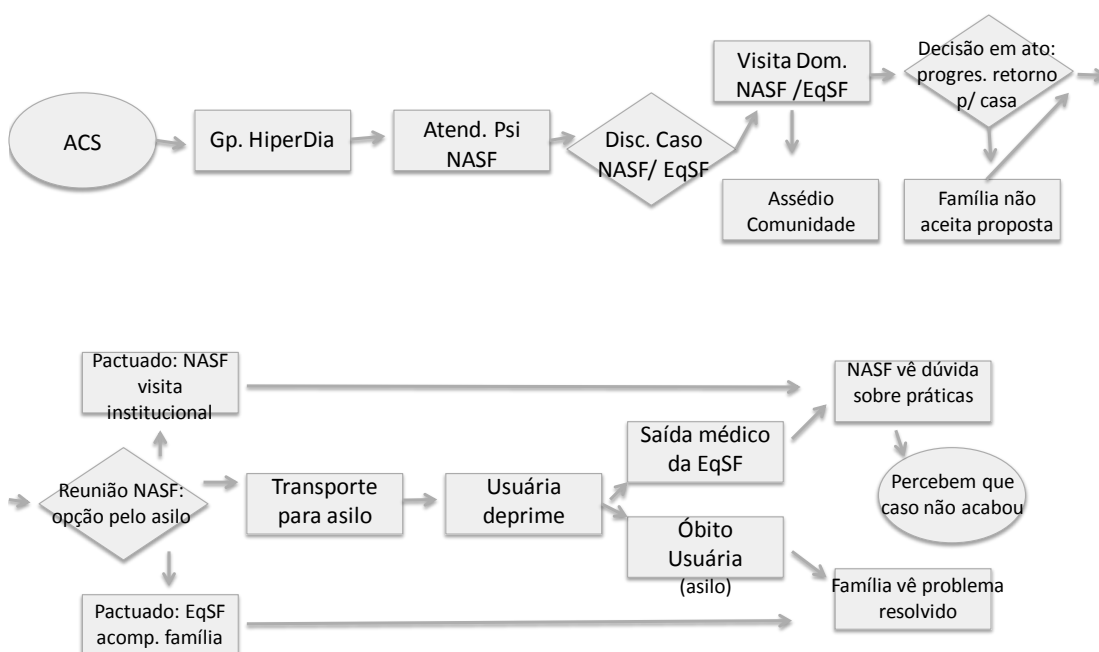 ACS
Gp. HiperDia
Atend. Psi
NASF
Disc. Caso
NASF/ EqSF
Visita Dom.
NASF /EqSF
Assédio
Comunidade
Decisão em ato:
progres. retorno
p/ casa
Família não
aceita proposta
Pactuado: NASF
visita
institucional
Reunião NASF:
opção pelo asilo
Pactuado: EqSF
acomp. família
Transporte
para asilo
Usuária
deprime
Saída médico
da EqSF
Óbito
Usuária
(asilo)
NASF vê dúvida
sobre práticas
Percebem que
caso não acabou
Família vê problema
resolvido